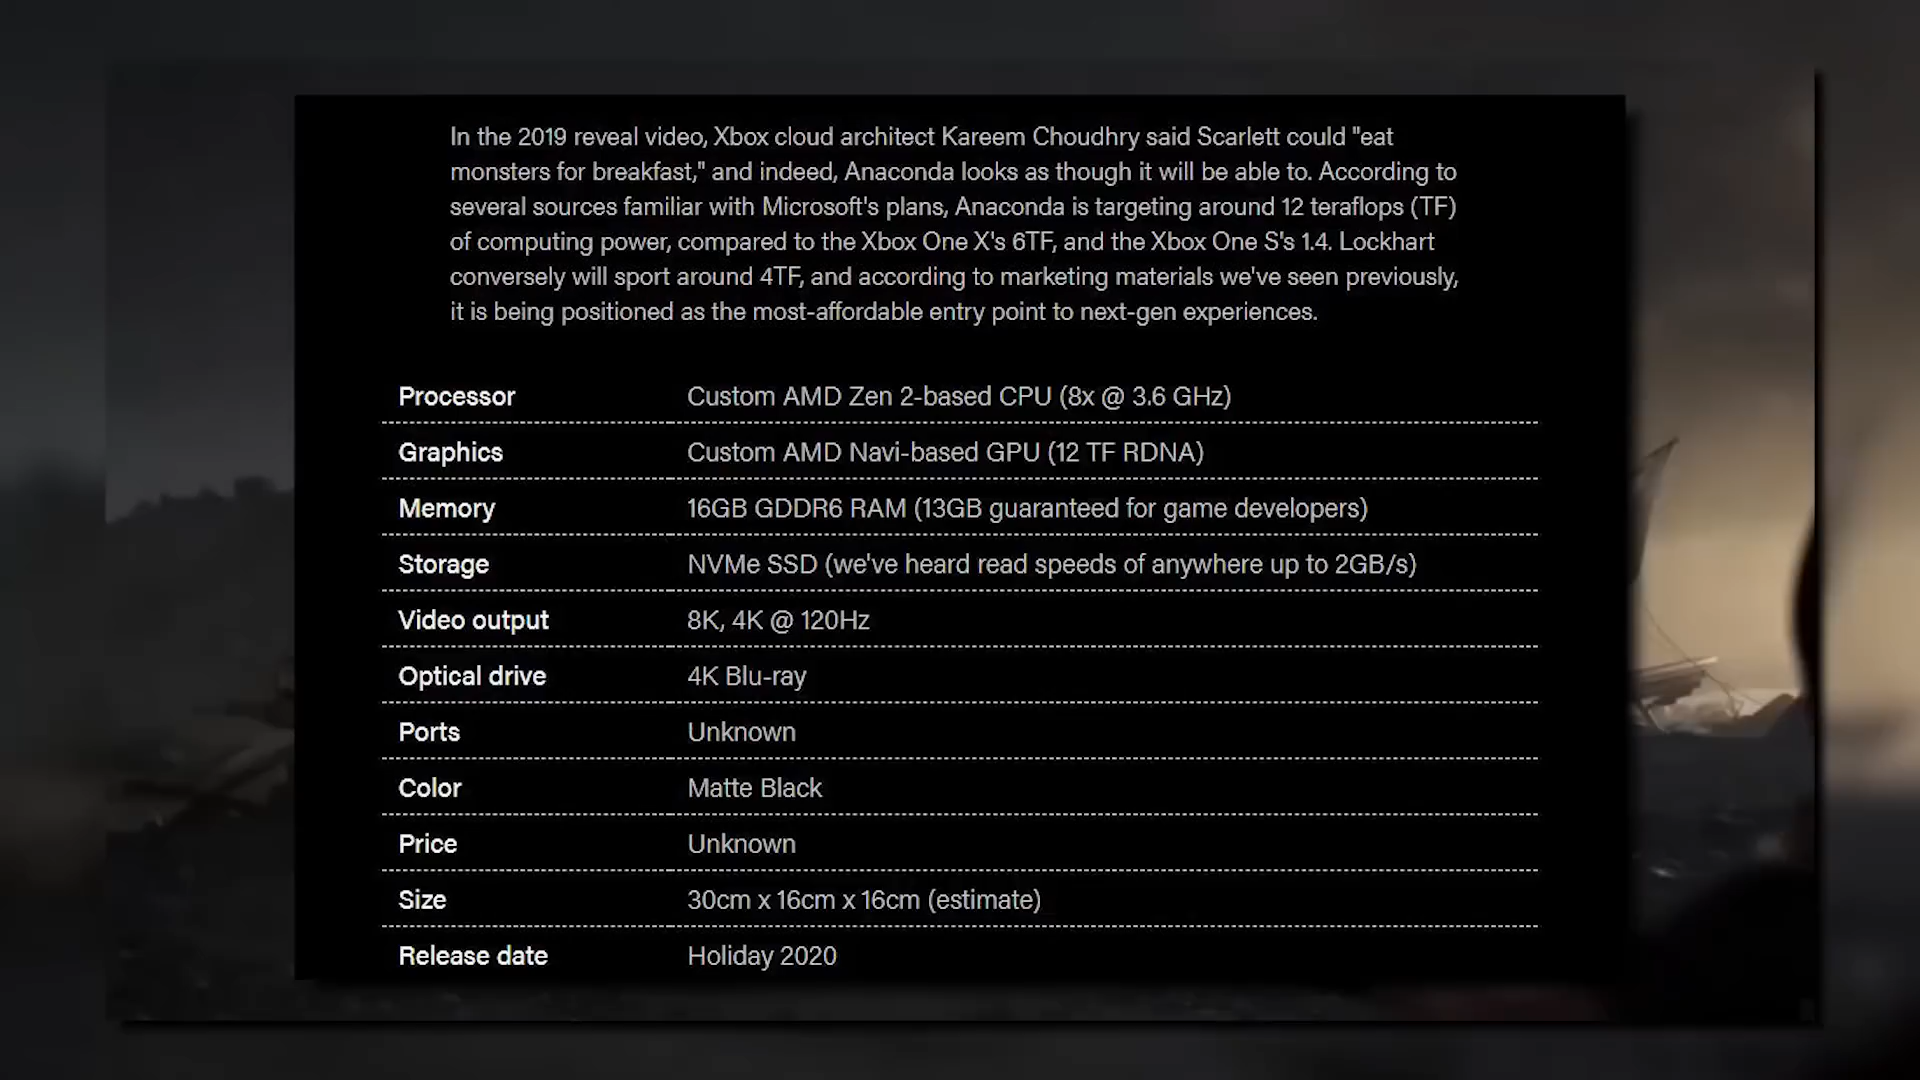 In the 2019 reveal video, Xbox cloud architect Kareem Choudhry said Scarlett could "eat
monsters for breakfast," and indeed, Anaconda looks as though it will be able to. According to
several sources familiar with Microsoft's plans, Anaconda is targeting around 12 teraflops (TF)
of computing power, compared to the Xbox One X's 6TF, and the Xbox One S's 1.4. Lockhart
conversely will sport around 4TF, and according to marketing materials we've seen previously,
it is being positioned as the most-affordable entry point to next-gen experiences.
Processor Custom AMD Zen 2-based CPU (8x @ 3.6 GHz)
Graphics Custom AMD Navi-based GPU (12 TF RDNA)
Memory 16GB GDDR6 RAM (13GB guaranteed for game developers)
Storage NVMe SSD (we've heard read speeds of anywhere up to 2GB/s)
Video output 8K, 4K @ 120Hz
Optical drive 4K Blu-ray
Ports Unknown
Color Matte Black
Price Unknown
Size 30cm x 16cm x 16cm (estimate)
Release date Holiday 2020